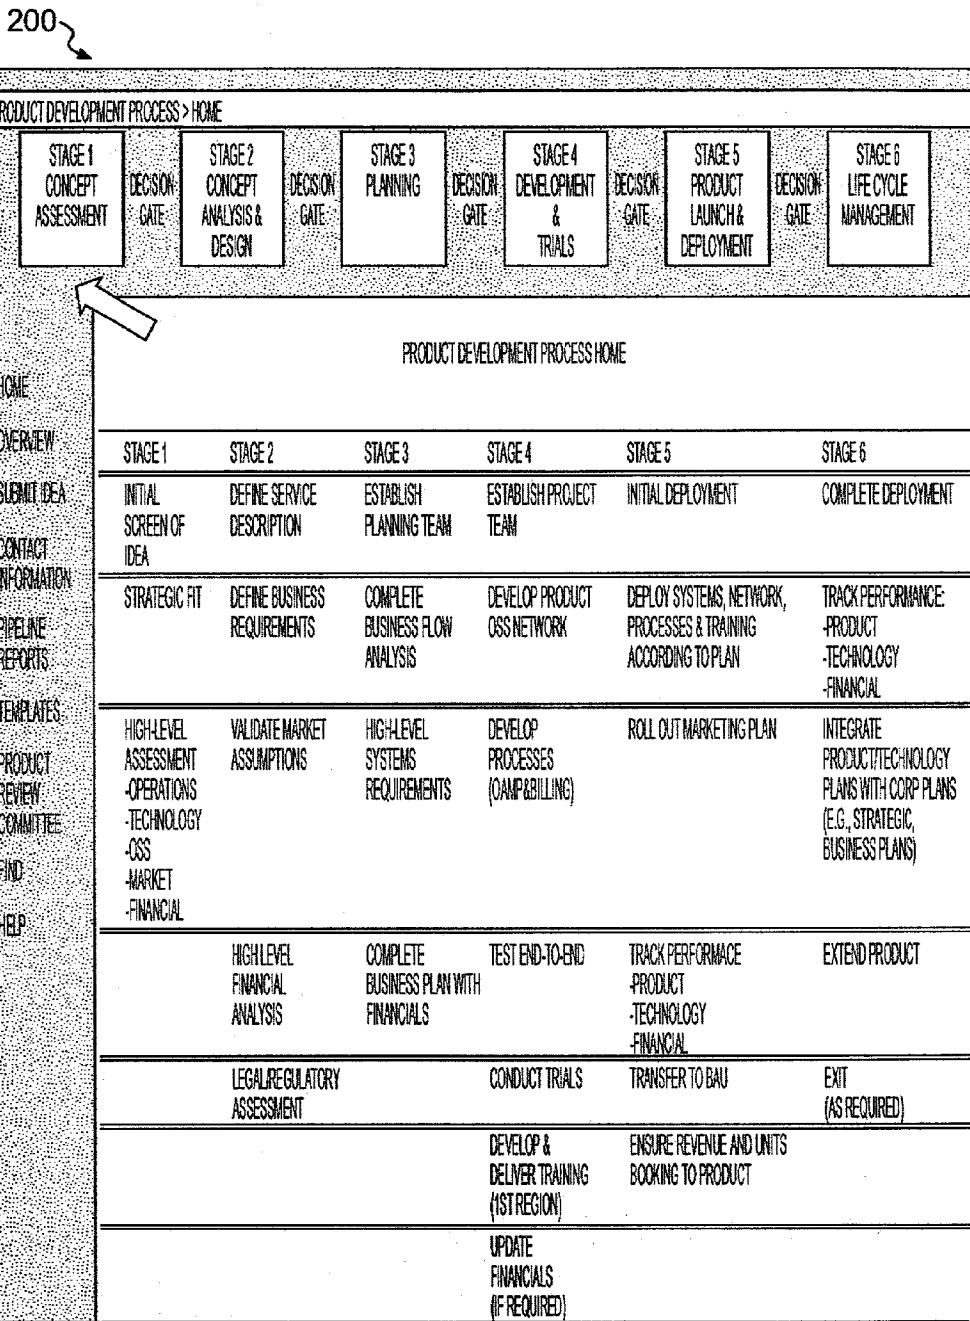 200
PRODUCT DEVELOPMENT PROCESS > HOME
STAGE 1
CONCEPT
ASSESSMENT
DECISION
GATE
STAGE 2
CONCEPT
ANALYSIS &
DESIGN
DECISION
GATE
STAGE 3
PLANNING
DECISION
GATE
STAGE 4
DEVELOPMENT
&
TRIALS
DECISION
GATE
STAGE 5
PRODUCT
LAUNCH &
DEPLOYMENT
DECISION
GATE
STAGE 6
LIFE CYCLE
MANAGEMENT
HOME
OVERVIEW
SUBMIT IDEA
CONTACT
INFORMATION
PIPELINE
REPORTS
TEMPLATES
PRODUCT
REVIEW
COMMITTEE
FIND
HELP
PRODUCT DEVELOPMENT PROCESS HOME
STAGE 1 STAGE 2 STAGE 3 STAGE 4 STAGE 5 STAGE 6
INITIAL
SCREEN OF
IDEA
DEFINE SERVICE
DESCRIPTION
ESTABLISH
PLANNING TEAM
ESTABLISH PROJECT
TEAM
INITIAL DEPLOYMENT
COMPLETE DEPLOYMENT
STRATEGIC FIT
DEFINE BUSINESS
REQUIREMENTS
COMPLETE
BUSINESS FLOW
ANALYSIS
DEVELOP PRODUCT
OSS NETWORK
DEPLOY SYSTEMS, NETWORK,
PROCESSES & TRAINING
ACCORDING TO PLAN
TRACK PERFORMANCE:
-PRODUCT
-TECHNOLOGY
-FINANCIAL
HIGH-LEVEL
ASSESSMENT
-OPERATIONS
-TECHNOLOGY
-OSS
-MARKET
-FINANCIAL
VALIDATE MARKET
ASSUMPTIONS
HIGH-LEVEL
SYSTEMS
REQUIREMENTS
DEVELOP
PROCESSES
(OAMP&BILLING)
ROLL OUT MARKETING PLAN
INTEGRATE
PRODUCT/TECHNOLOGY
PLANS WITH CORP PLANS
(E.G., STRATEGIC,
BUSINESS PLANS)
HIGH LEVEL
FINANCIAL
ANALYSIS
COMPLETE
BUSINESS PLAN WITH
FINANCIALS
TEST END-TO-END
TRACK PERFORMACE
-PRODUCT
-TECHNOLOGY
-FINANCIAL
EXTEND PRODUCT
LEGAL/REGULATORY
ASSESSMENT
CONDUCT TRIALS
TRANSFER TO BAU
EXIT
(AS REQUIRED)
DEVELOP &
DELIVER TRAINING
(1ST REGION)
ENSURE REVENUE AND UNITS
BOOKING TO PRODUCT
UPDATE
FINANCIALS
(IF REQUIRED)